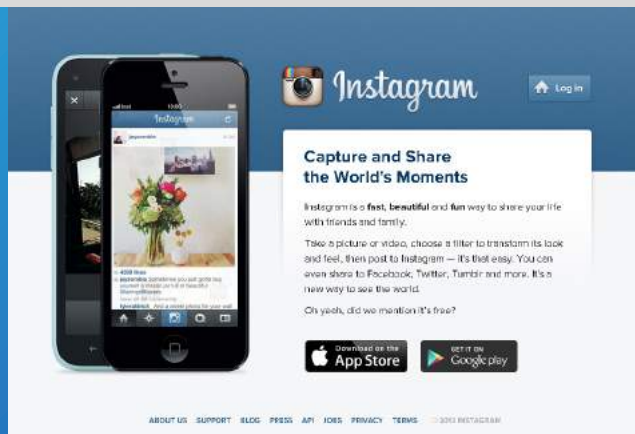 Instagram
Log in
10:00
Instagram
Capture and Share
the World's Moments
Instagram is a fast, beautiful and fun way to share your life
with friends and family.
Take a picture or video, choose a filter to transform its look
and feel, then post to Instagram — it's that easy. You can
even share to Facebook, Twitter, Tumblr and more. It's a
new way to see the world.
Oh yeah, did we mention it's free?
Download on the
App Store
GET IT ON
Google play
ABOUT US SUPPORT BLOG PRESS API JOBS PRIVACY TERMS © 2013 INSTAGRAM